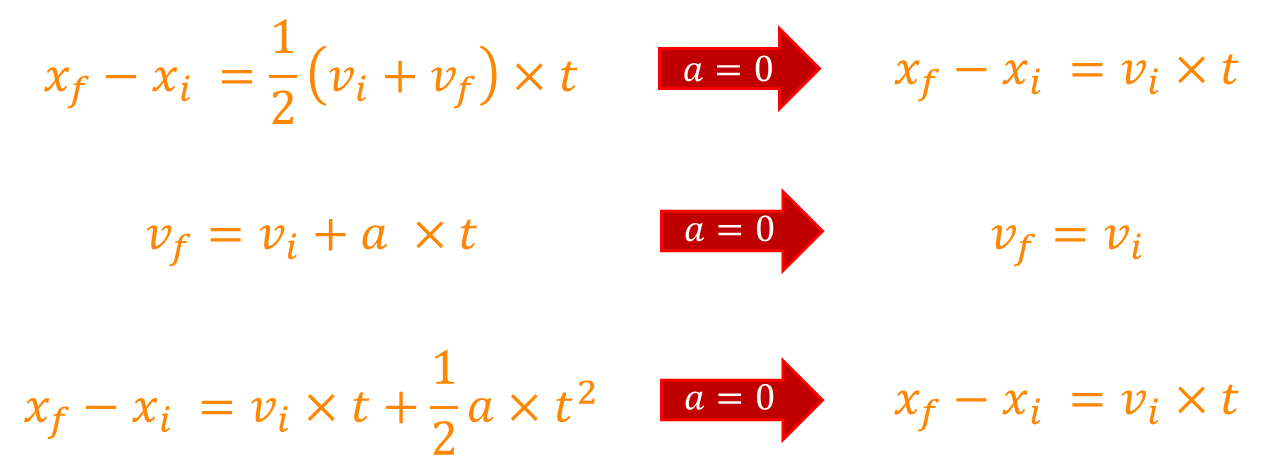 x_f − x_i = 1/2 (v_i + v_f) × t    a = 0    x_f − x_i = v_i × t
v_f = v_i + a × t    a = 0    v_f = v_i
x_f − x_i = v_i × t + 1/2 a × t²    a = 0    x_f − x_i = v_i × t